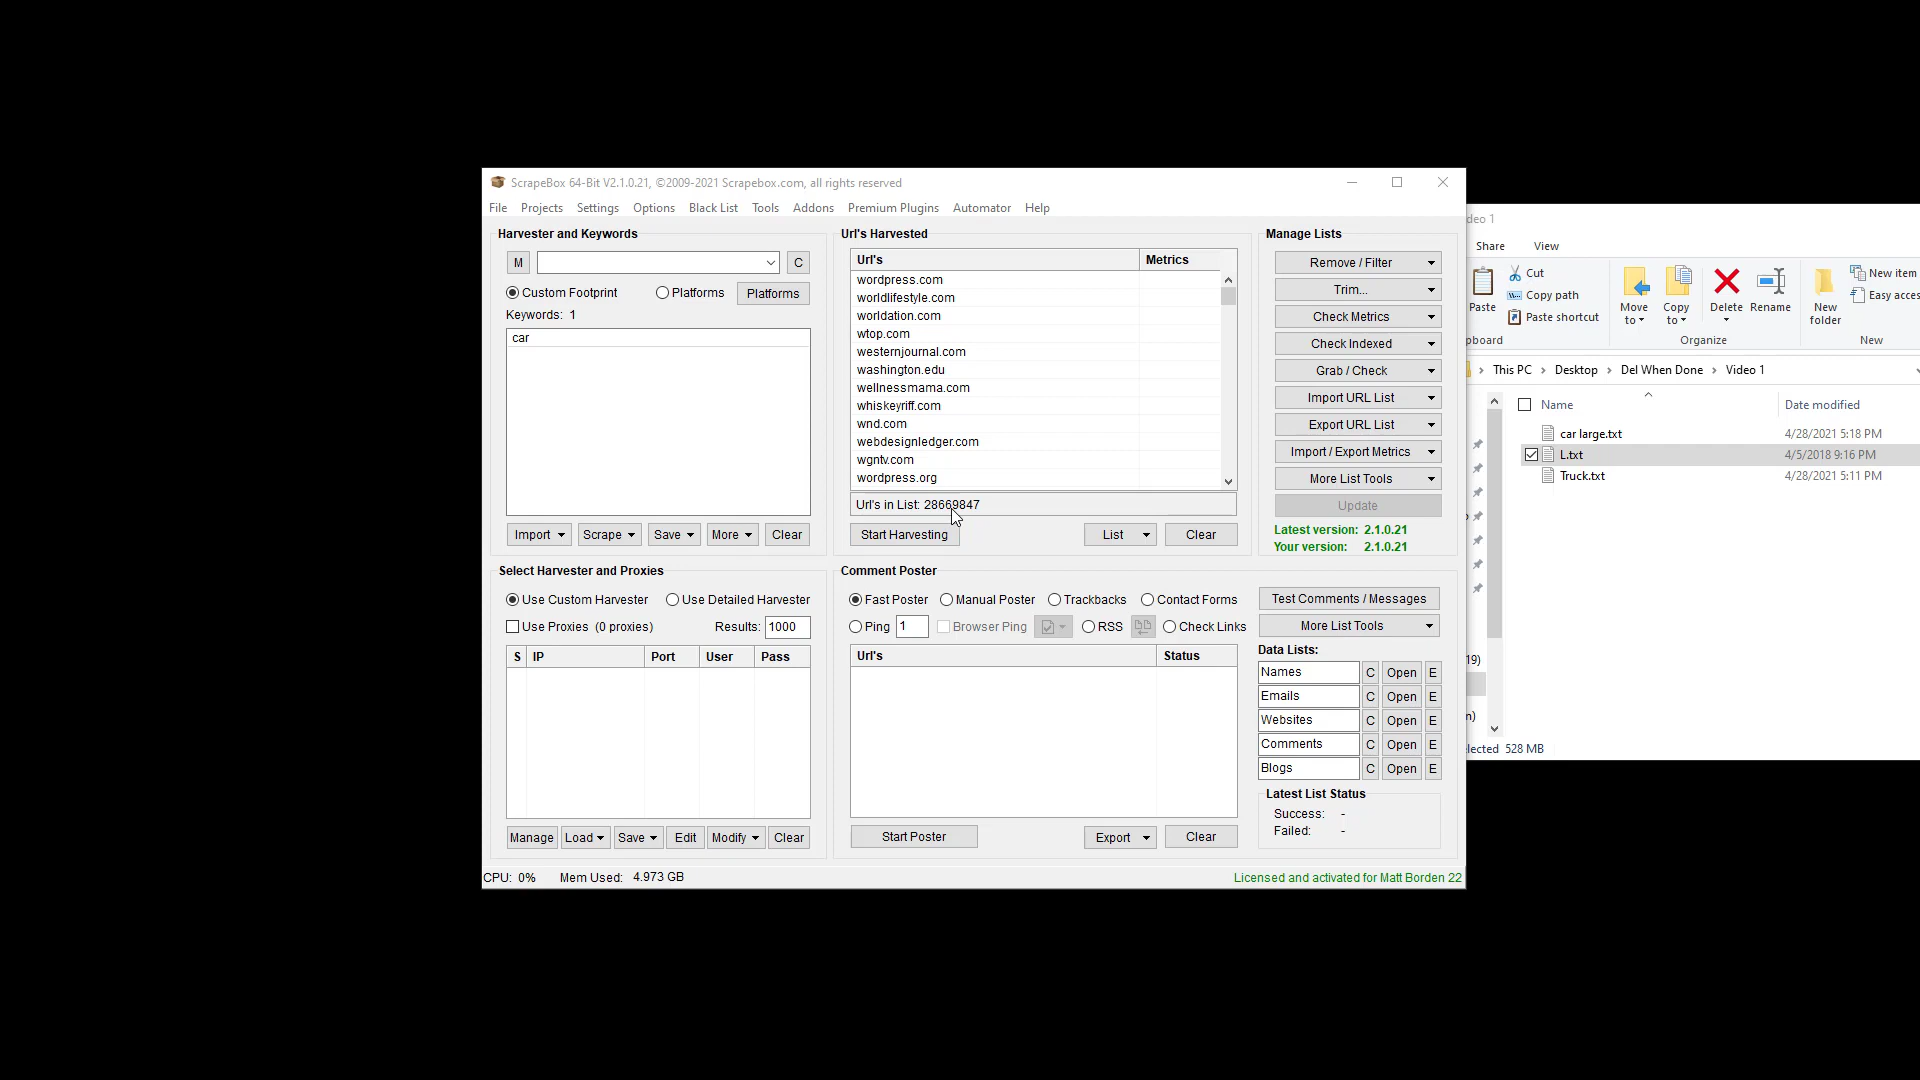 ScrapeBox 64-Bit V2.1.0.21, ©2009-2021 Scrapebox.com, all rights reserved
File Projects Settings Options Black List Tools Addons Premium Plugins Automator Help
Harvester and Keywords
M C
Custom Footprint Platforms Platforms
Keywords: 1
car
Import Scrape Save More Clear
Url's Harvested
Url's Metrics
wordpress.com
worldlifestyle.com
worldation.com
wtop.com
westernjournal.com
washington.edu
wellnessmama.com
whiskeyriff.com
wnd.com
webdesignledger.com
wgntv.com
wordpress.org
Url's in List: 28669847
Start Harvesting List Clear
Manage Lists
Remove / Filter
Trim...
Check Metrics
Check Indexed
Grab / Check
Import URL List
Export URL List
Import / Export Metrics
More List Tools
Update
Latest version: 2.1.0.21
Your version: 2.1.0.21
Select Harvester and Proxies
Use Custom Harvester Use Detailed Harvester
Use Proxies (0 proxies) Results: 1000
S IP Port User Pass
Manage Load Save Edit Modify Clear
Comment Poster
Fast Poster Manual Poster Trackbacks Contact Forms
Ping 1 Browser Ping RSS Check Links
Url's Status
Start Poster Export Clear
Test Comments / Messages
More List Tools
Data Lists:
Names C Open E
Emails C Open E
Websites C Open E
Comments C Open E
Blogs C Open E
Latest List Status
Success: -
Failed: -
CPU: 0% Mem Used: 4.973 GB Licensed and activated for Matt Borden 22
deo 1
Share View
Paste
Cut
Copy path
Paste shortcut
pboard
Move to
Copy to
Delete
Rename
Organize
New folder
New item
Easy acces
New
This PC Desktop Del When Done Video 1
Name Date modified
car large.txt 4/28/2021 5:18 PM
L.txt 4/5/2018 9:16 PM
Truck.txt 4/28/2021 5:11 PM
19)
n)
lected 528 MB